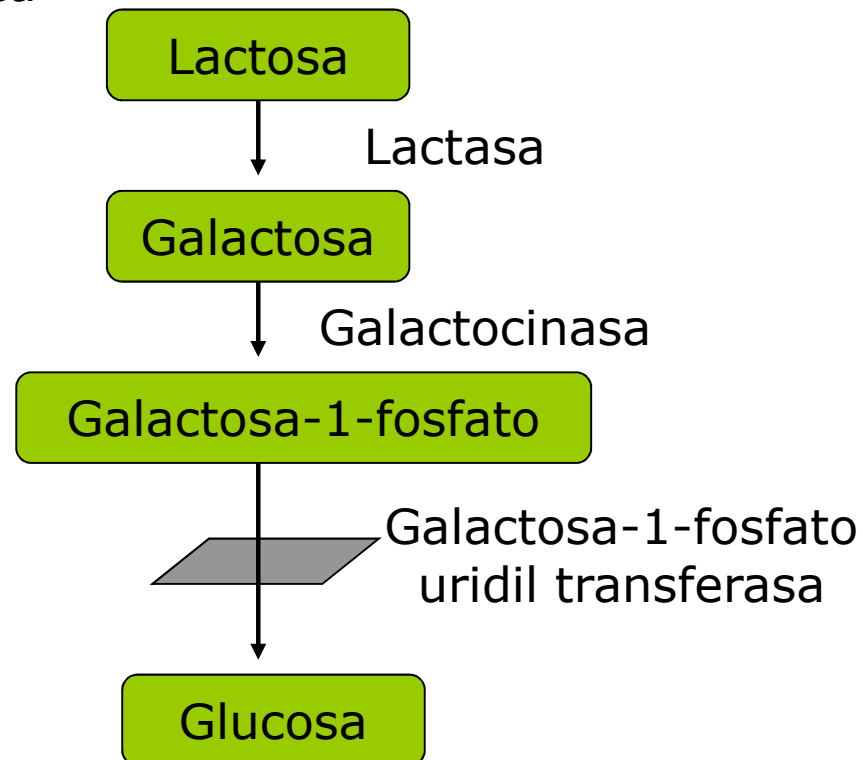 Lactosa
Lactasa
Galactosa
Galactocinasa
Galactosa-1-fosfato
Galactosa-1-fosfato
uridil transferasa
Glucosa